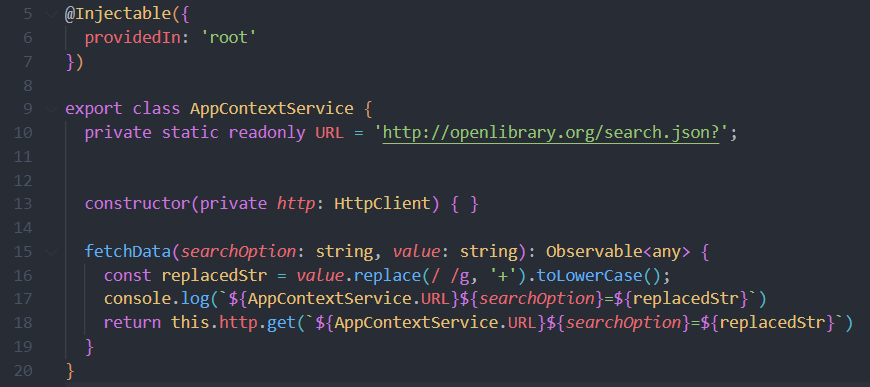 5 @Injectable({
6 providedIn: 'root'
7 })
8
9 export class AppContextService {
10 private static readonly URL = 'http://openlibrary.org/search.json?';
11
12
13 constructor(private http: HttpClient) { }
14
15 fetchData(searchOption: string, value: string): Observable<any> {
16 const replacedStr = value.replace(/ /g, '+').toLowerCase();
17 console.log(`${AppContextService.URL}${searchOption}=${replacedStr}`)
18 return this.http.get(`${AppContextService.URL}${searchOption}=${replacedStr}`)
19 }
20 }